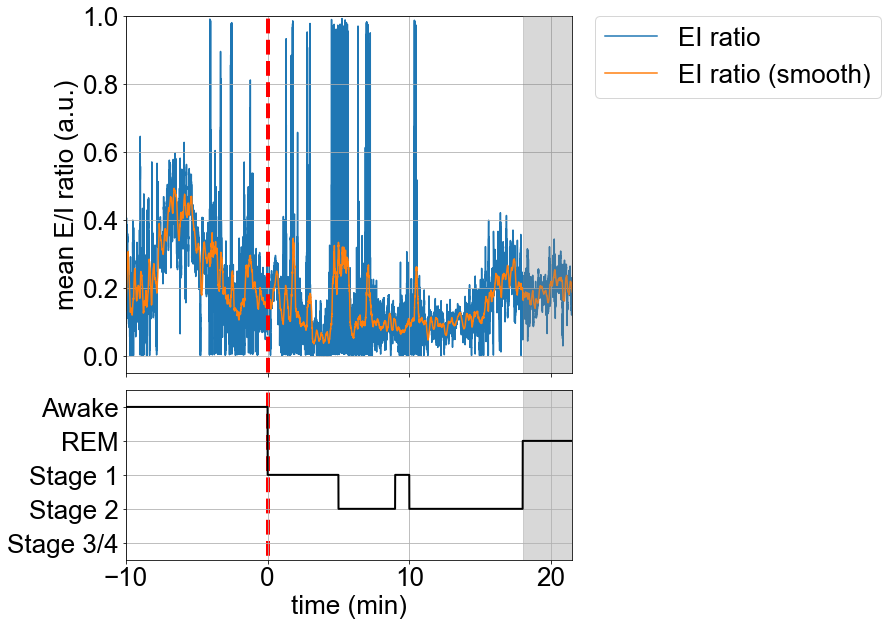 1.0
0.8
0.6
0.4
0.2
0.0
mean E/I ratio (a.u.)
EI ratio
EI ratio (smooth)
Awake
REM
Stage 1
Stage 2
Stage 3/4
−10 0 10 20
time (min)